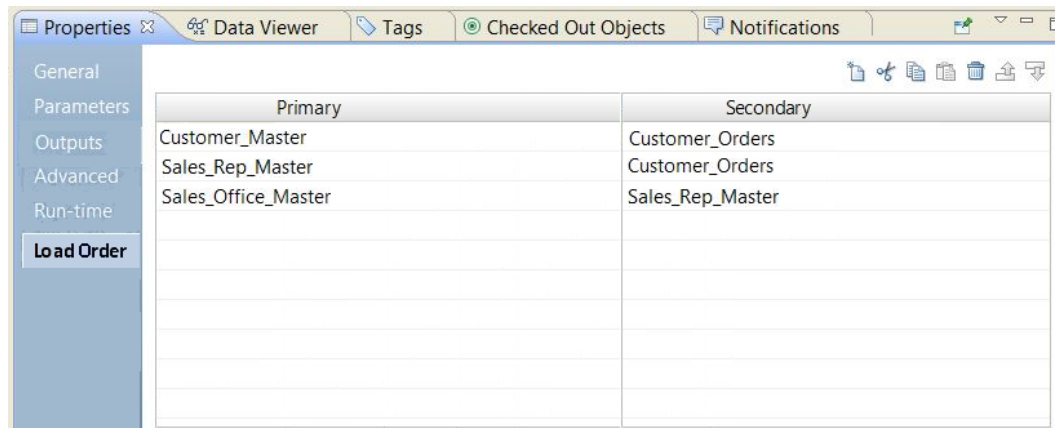 Properties Data Viewer Tags Checked Out Objects Notifications
General
Parameters
Outputs
Advanced
Run-time
Load Order
Primary Secondary
Customer_Master Customer_Orders
Sales_Rep_Master Customer_Orders
Sales_Office_Master Sales_Rep_Master